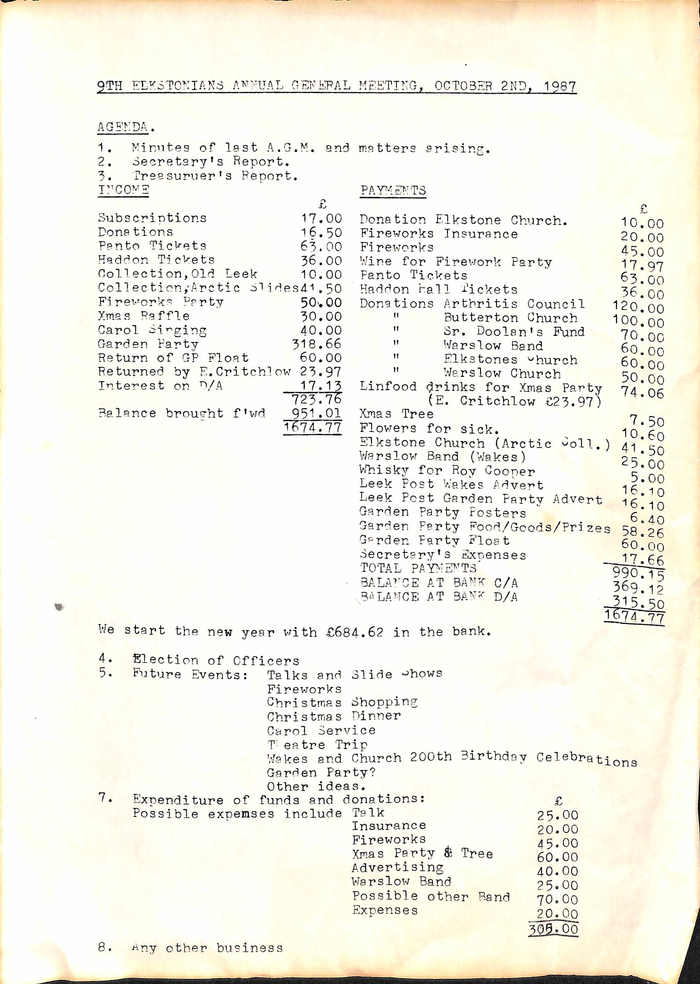 9TH ELKSTONIANS ANNUAL GENERAL MEETING, OCTOBER 2ND, 1987
AGENDA.
1. Minutes of last A.G.M. and matters arising.
2. Secretary's Report.
3. Treasuruer's Report.
INCOME
£
Subscriptions 17.00
Donations 16.50
Panto Tickets 63.00
Haddon Tickets 36.00
Collection,Old Leek 10.00
Collection,Arctic Slides41.50
Fireworks Party 50.00
Xmas Raffle 30.00
Carol Singing 40.00
Garden Party 318.66
Return of GP Float 60.00
Returned by E.Critchlow 23.97
Interest on D/A 17.13
723.76
Balance brought f'wd 951.01
1674.77
PAYMENTS
£
Donation Elkstone Church. 10.00
Fireworks Insurance 20.00
Fireworks 45.00
Wine for Firework Party 17.97
Panto Tickets 63.00
Haddon Hall Tickets 36.00
Donations Arthritis Council 120.00
" Butterton Church 100.00
" Sr. Doolan's Fund 70.00
" Warslow Band 60.00
" Elkstones Church 60.00
" Warslow Church 50.00
Linfood drinks for Xmas Party 74.06
(E. Critchlow £23.97)
Xmas Tree 7.50
Flowers for sick. 10.60
Elkstone Church (Arctic Coll.) 41.50
Warslow Band (Wakes) 25.00
Whisky for Roy Cooper 5.00
Leek Post Wakes Advert 16.10
Leek Post Garden Party Advert 16.10
Garden Party Posters 6.40
Garden Party Food/Goods/Prizes 58.26
Garden Party Float 60.00
Secretary's Expenses 17.66
TOTAL PAYMENTS 990.15
BALANCE AT BANK C/A 369.12
BALANCE AT BANK D/A 315.50
1674.77
We start the new year with £684.62 in the bank.
4. Election of Officers
5. Future Events: Talks and Slide Shows
Fireworks
Christmas Shopping
Christmas Dinner
Carol Service
Theatre Trip
Wakes and Church 200th Birthday Celebrations
Garden Party?
Other ideas.
7. Expenditure of funds and donations: £
Possible expemses include Talk 25.00
Insurance 20.00
Fireworks 45.00
Xmas Party & Tree 60.00
Advertising 40.00
Warslow Band 25.00
Possible other Band 70.00
Expenses 20.00
305.00
8. Any other business